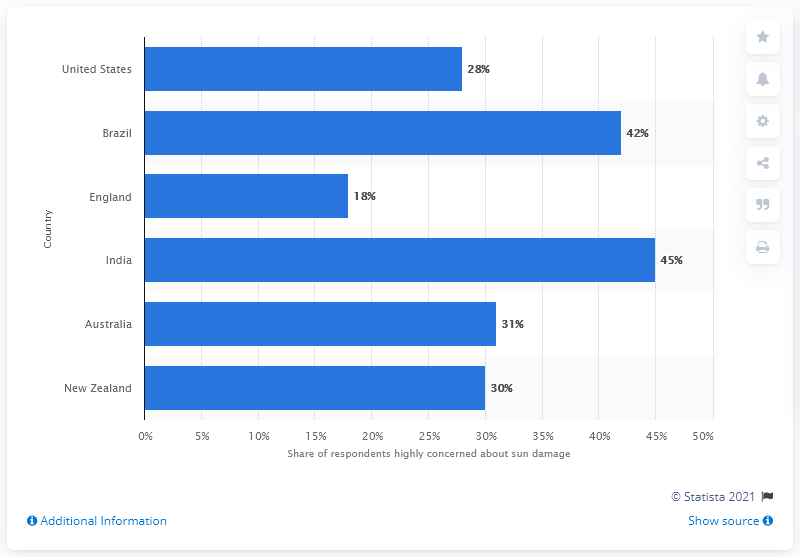 United States
28%
Brazil
42%
England
18%
India
45%
Australia
31%
New Zealand
30%
Country
0% 5% 10% 15% 20% 25% 30% 35% 40% 45% 50%
Share of respondents highly concerned about sun damage
© Statista 2021
Additional Information
Show source